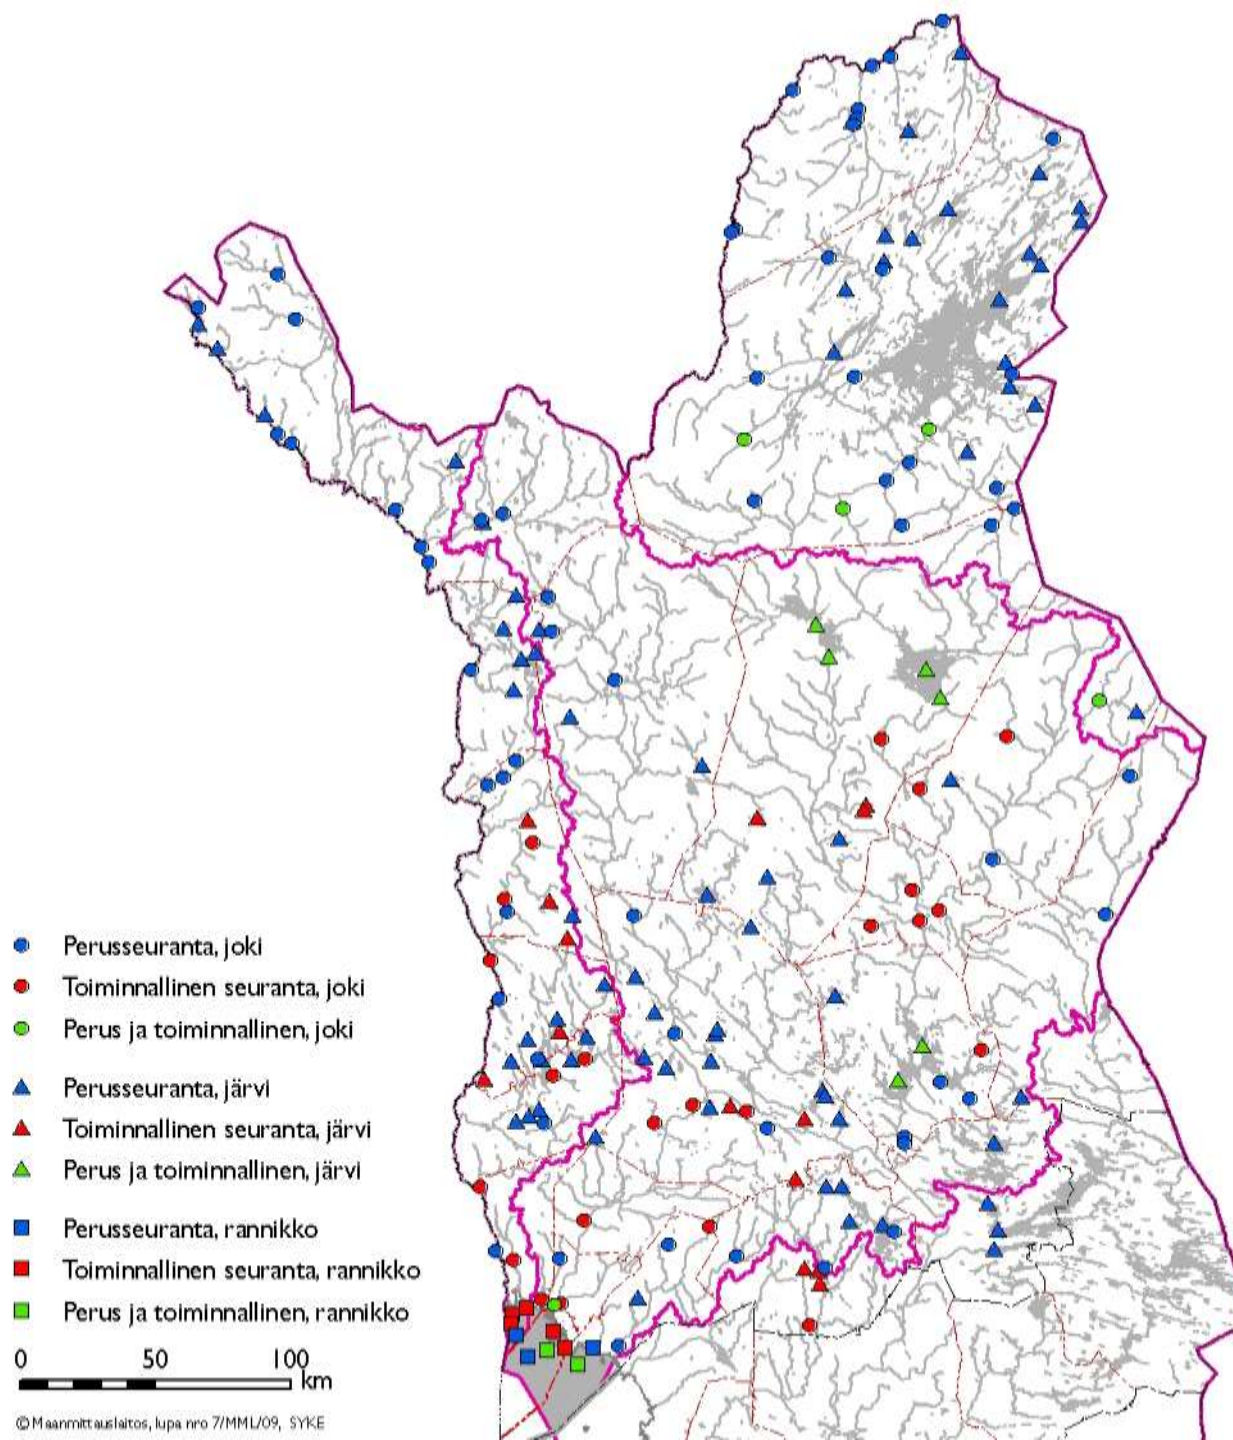 Perusseuranta, joki
Toiminnallinen seuranta, joki
Perus ja toiminnallinen, joki
Perusseuranta, järvi
Toiminnallinen seuranta, järvi
Perus ja toiminnallinen, järvi
Perusseuranta, rannikko
Toiminnallinen seuranta, rannikko
Perus ja toiminnallinen, rannikko
0 50 100
km
©Maanmittauslaitos, lupa nro 7/MML/09, SYKE